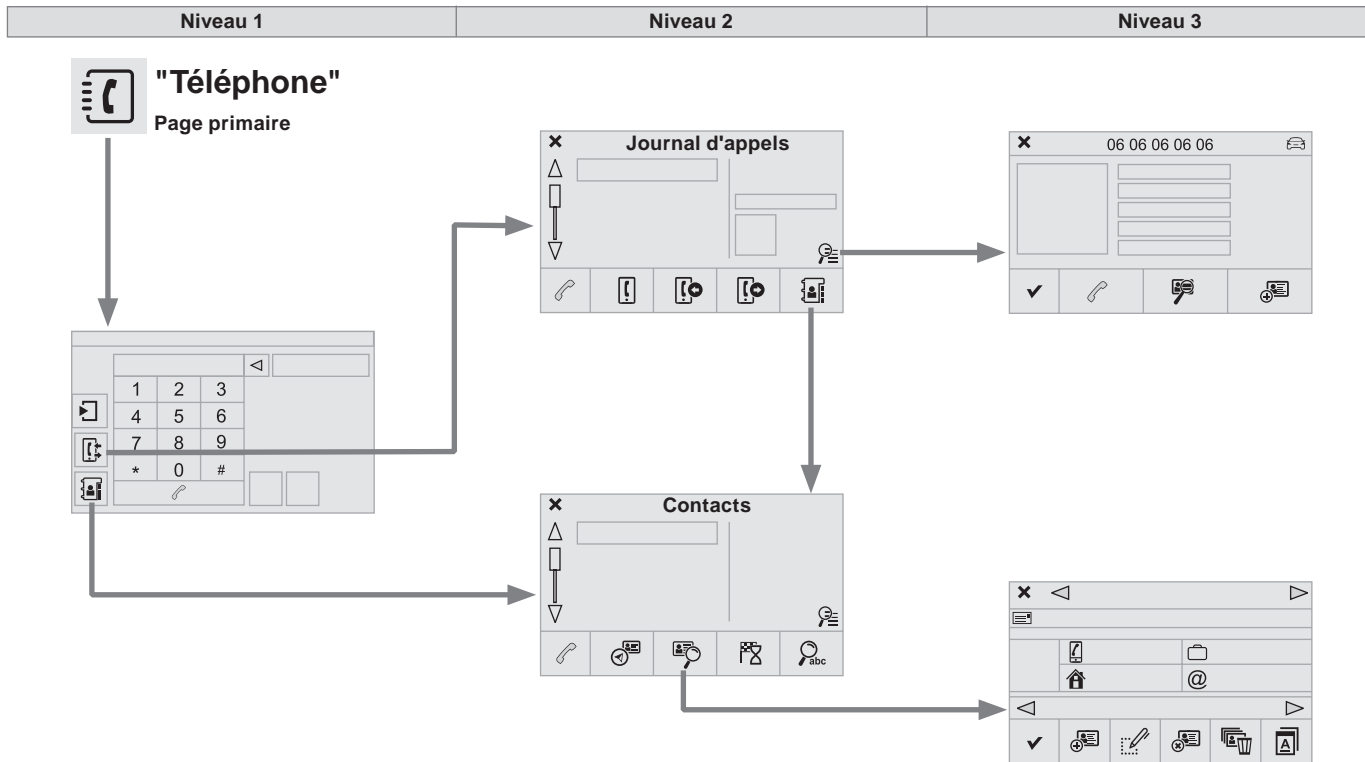 Niveau 1
Niveau 2
Niveau 3
"Téléphone"
Page primaire
Journal d'appels
06 06 06 06 06
1 2 3
4 5 6
7 8 9
* 0 #
Contacts
abc
@
A